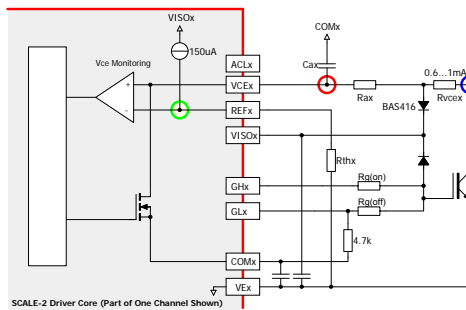 VISOx
150uA
Vce Monitoring
+
-
ACLx
VCEx
REFx
VISOx
GHx
GLx
COMx
VEx
COMx
Cax
Rax
0.6...1mA
Rvcex
BAS416
Rthx
Rg(on)
Rg(off)
4.7k
SCALE-2 Driver Core (Part of One Channel Shown)